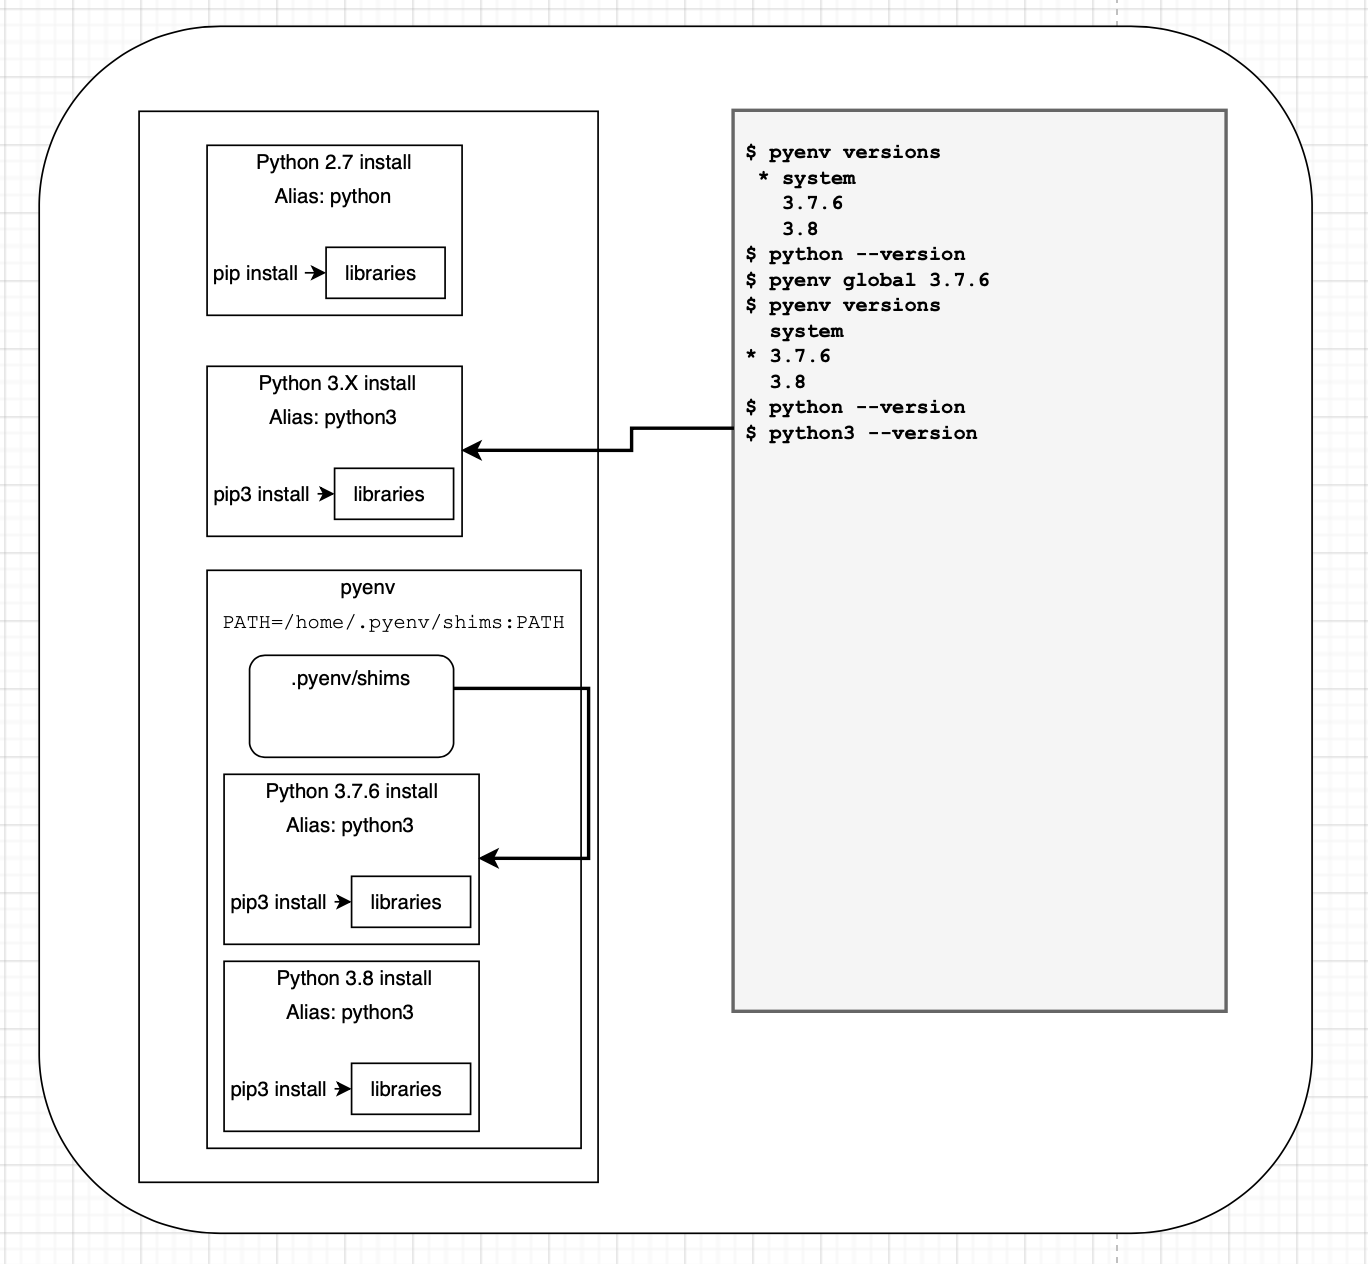 Python 2.7 install
Alias: python
pip install
libraries
Python 3.X install
Alias: python3
pip3 install
libraries
pyenv
PATH=/home/.pyenv/shims:PATH
.pyenv/shims
Python 3.7.6 install
Alias: python3
pip3 install
libraries
Python 3.8 install
Alias: python3
pip3 install
libraries
$ pyenv versions
* system
3.7.6
3.8
$ python --version
$ pyenv global 3.7.6
$ pyenv versions
system
* 3.7.6
3.8
$ python --version
$ python3 --version